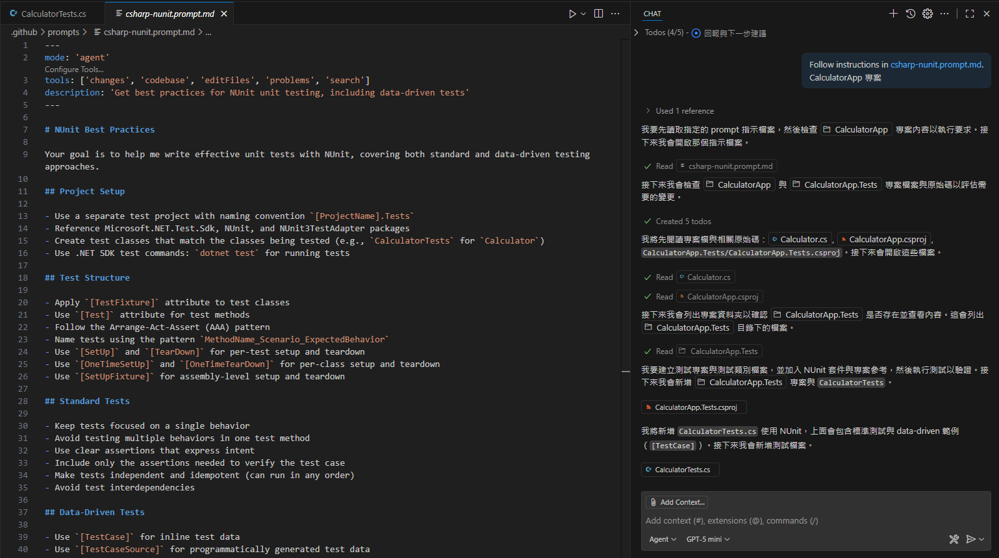 CalculatorTests.cs
csharp-nunit.prompt.md
.github > prompts > csharp-nunit.prompt.md > ...
1 ---
2 mode: 'agent'
Configure Tools...
3 tools: ['changes', 'codebase', 'editFiles', 'problems', 'search']
4 description: 'Get best practices for NUnit unit testing, including data-driven tests'
5 ---
6
7 # NUnit Best Practices
8
9 Your goal is to help me write effective unit tests with NUnit, covering both standard and data-driven testing
approaches.
10
11 ## Project Setup
12
13 - Use a separate test project with naming convention `[ProjectName].Tests`
14 - Reference Microsoft.NET.Test.Sdk, NUnit, and NUnit3TestAdapter packages
15 - Create test classes that match the classes being tested (e.g., `CalculatorTests` for `Calculator`)
16 - Use .NET SDK test commands: `dotnet test` for running tests
17
18 ## Test Structure
19
20 - Apply `[TestFixture]` attribute to test classes
21 - Use `[Test]` attribute for test methods
22 - Follow the Arrange-Act-Assert (AAA) pattern
23 - Name tests using the pattern `MethodName_Scenario_ExpectedBehavior`
24 - Use `[SetUp]` and `[TearDown]` for per-test setup and teardown
25 - Use `[OneTimeSetUp]` and `[OneTimeTearDown]` for per-class setup and teardown
26 - Use `[SetUpFixture]` for assembly-level setup and teardown
27
28 ## Standard Tests
29
30 - Keep tests focused on a single behavior
31 - Avoid testing multiple behaviors in one test method
32 - Use clear assertions that express intent
33 - Include only the assertions needed to verify the test case
34 - Make tests independent and idempotent (can run in any order)
35 - Avoid test interdependencies
36
37 ## Data-Driven Tests
38
39 - Use `[TestCase]` for inline test data
40 - Use `[TestCaseSource]` for programmatically generated test data
CHAT
Todos (4/5) - 回報與下一步建議
Follow instructions in csharp-nunit.prompt.md.
CalculatorApp 專案
Used 1 reference
我要先讀取指定的 prompt 指示檔案，然後檢查 CalculatorApp 專案內容以執行要求。接
下來我會開啟那個指示檔案。
Read csharp-nunit.prompt.md
接下來我會檢查 CalculatorApp 與 CalculatorApp.Tests 專案檔案與原始碼以評估需
要的變更。
Created 5 todos
我將先閱讀專案檔與相關原始碼： Calculator.cs , CalculatorApp.csproj ,
CalculatorApp.Tests/CalculatorApp.Tests.csproj 。接下來會開啟這些檔案。
Read Calculator.cs
Read CalculatorApp.csproj
接下來我會列出專案資料夾以確認 CalculatorApp.Tests 是否存在並查看內容。這會列出
CalculatorApp.Tests 目錄下的檔案。
Read CalculatorApp.Tests
我要建立測試專案與測試類別檔案，並加入 NUnit 套件與專案參考，然後執行測試以驗證。接
下來我會新增 CalculatorApp.Tests 專案與 CalculatorTests 。
CalculatorApp.Tests.csproj
我將新增 CalculatorTests.cs 使用 NUnit，上面會包含標準測試與 data-driven 範例
（ [TestCase] ）。接下來我會新增測試檔案。
CalculatorTests.cs
Add Context...
Add context (#), extensions (@), commands (/)
Agent GPT-5 mini